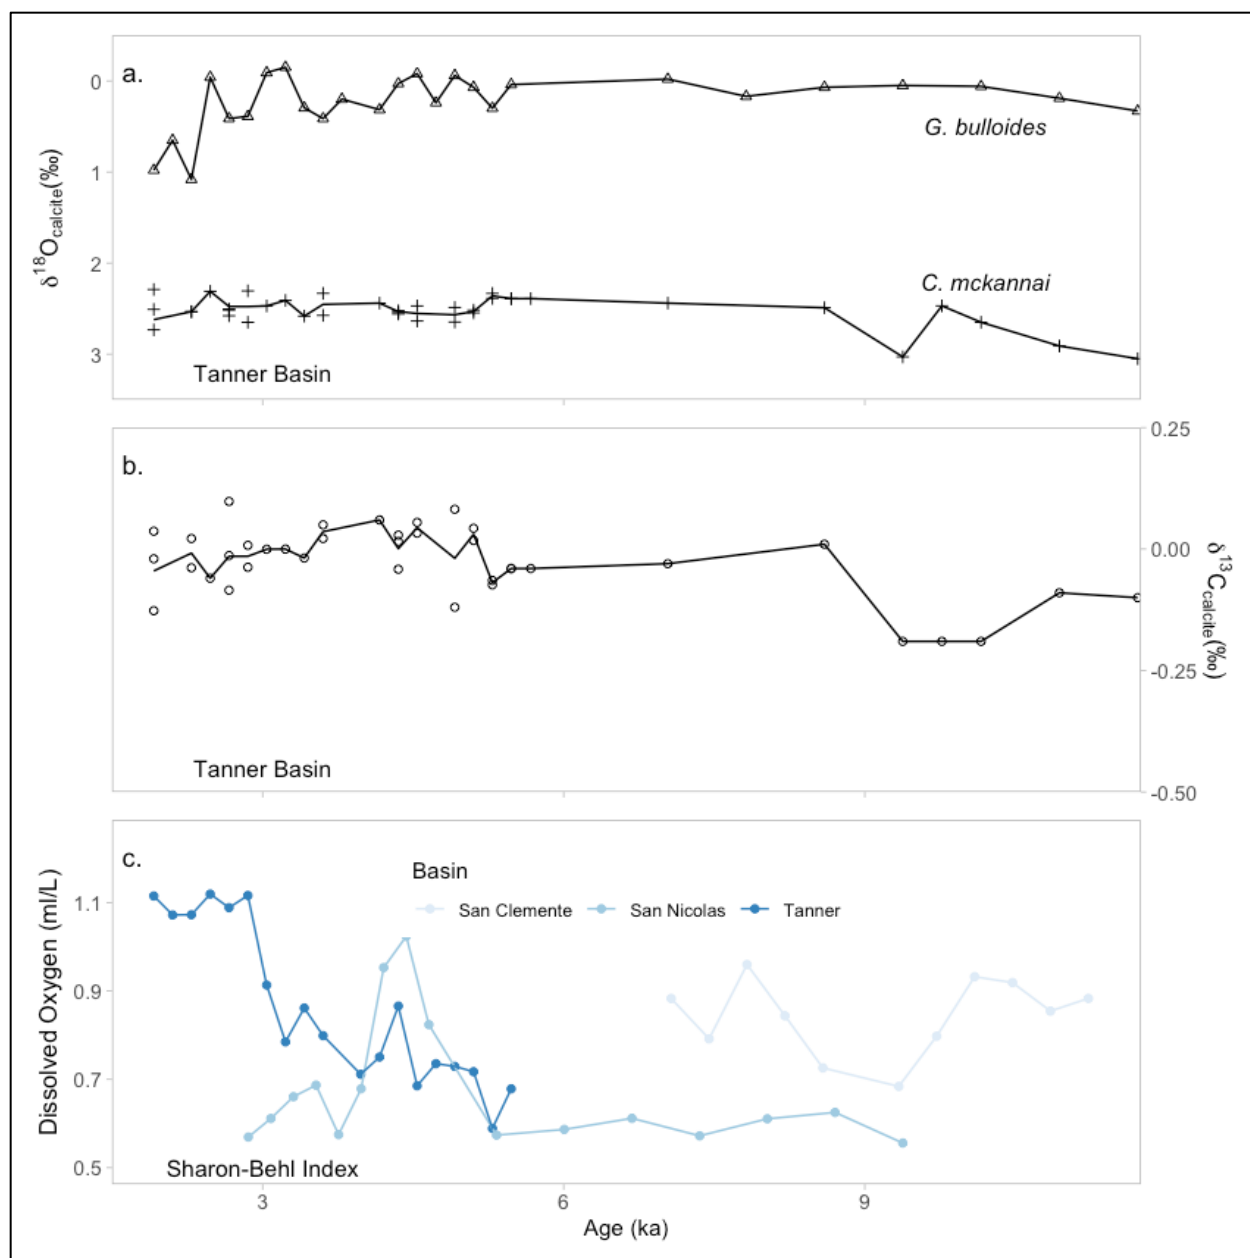 a.
0
1
2
3
δ18Ocalcite(‰)
G. bulloides
C. mckannai
Tanner Basin
b.
0.25
0.00
-0.25
-0.50
δ13Ccalcite(‰)
Tanner Basin
c.
Basin
San Clemente San Nicolas Tanner
1.1
0.9
0.7
0.5
Dissolved Oxygen (ml/L)
Sharon-Behl Index
3 6 9
Age (ka)